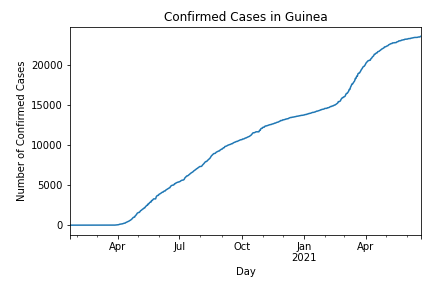 Confirmed Cases in Guinea
Number of Confirmed Cases
20000
15000
10000
5000
0
Apr Jul Oct Jan Apr
2021
Day